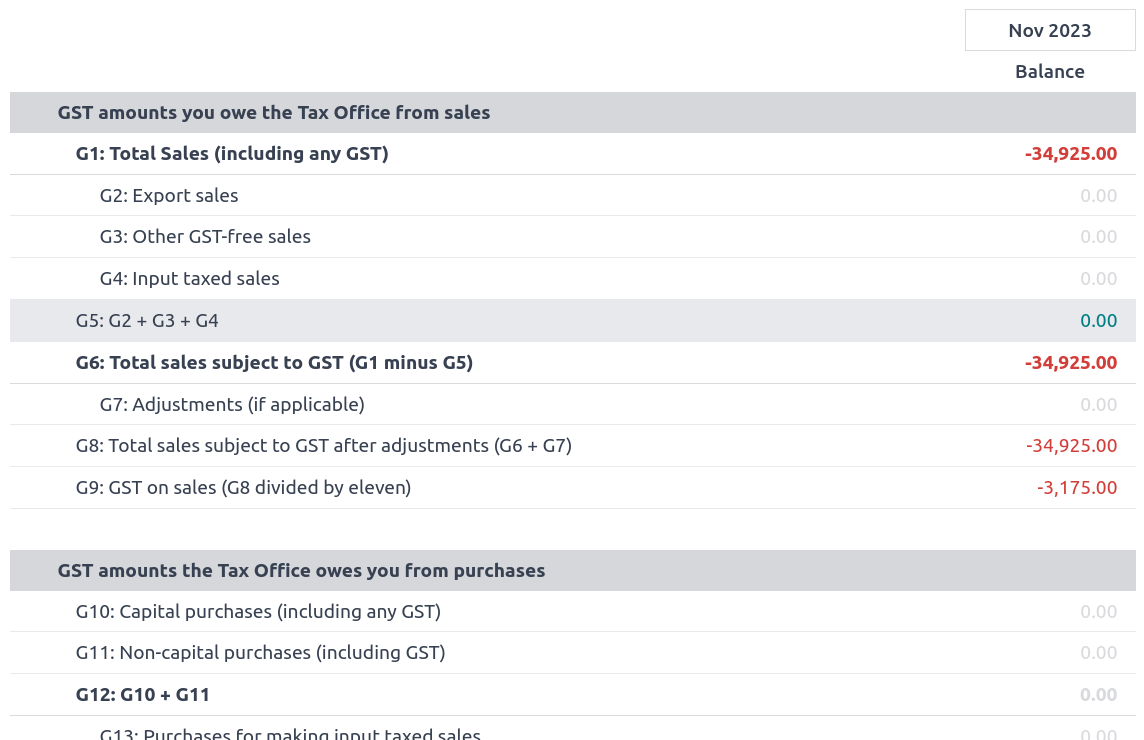 Nov 2023
Balance
GST amounts you owe the Tax Office from sales
G1: Total Sales (including any GST) -34,925.00
G2: Export sales 0.00
G3: Other GST-free sales 0.00
G4: Input taxed sales 0.00
G5: G2 + G3 + G4 0.00
G6: Total sales subject to GST (G1 minus G5) -34,925.00
G7: Adjustments (if applicable) 0.00
G8: Total sales subject to GST after adjustments (G6 + G7) -34,925.00
G9: GST on sales (G8 divided by eleven) -3,175.00
GST amounts the Tax Office owes you from purchases
G10: Capital purchases (including any GST) 0.00
G11: Non-capital purchases (including GST) 0.00
G12: G10 + G11 0.00
G13: Purchases for making input taxed sales 0.00